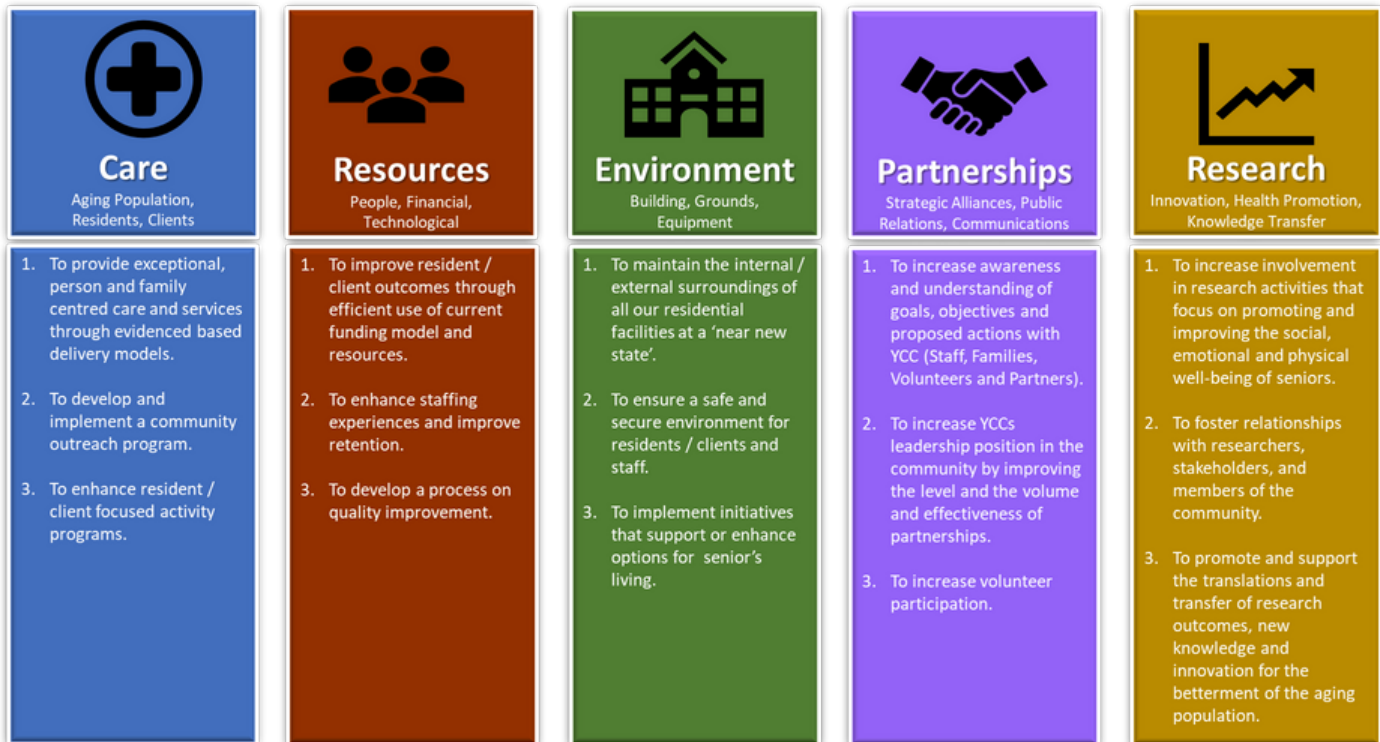 Care
Aging Population,
Residents, Clients
1. To provide exceptional,
person and family
centred care and services
through evidenced based
delivery models.
2. To develop and
implement a community
outreach program.
3. To enhance resident /
client focused activity
programs.
Resources
People, Financial,
Technological
1. To improve resident /
client outcomes through
efficient use of current
funding model and
resources.
2. To enhance staffing
experiences and improve
retention.
3. To develop a process on
quality improvement.
Environment
Building, Grounds,
Equipment
1. To maintain the internal /
external surroundings of
all our residential
facilities at a ‘near new
state’.
2. To ensure a safe and
secure environment for
residents / clients and
staff.
3. To implement initiatives
that support or enhance
options for senior’s
living.
Partnerships
Strategic Alliances, Public
Relations, Communications
1. To increase awareness
and understanding of
goals, objectives and
proposed actions with
YCC (Staff, Families,
Volunteers and Partners).
2. To increase YCCs
leadership position in the
community by improving
the level and the volume
and effectiveness of
partnerships.
3. To increase volunteer
participation.
Research
Innovation, Health Promotion,
Knowledge Transfer
1. To increase involvement
in research activities that
focus on promoting and
improving the social,
emotional and physical
well-being of seniors.
2. To foster relationships
with researchers,
stakeholders, and
members of the
community.
3. To promote and support
the translations and
transfer of research
outcomes, new
knowledge and
innovation for the
betterment of the aging
population.